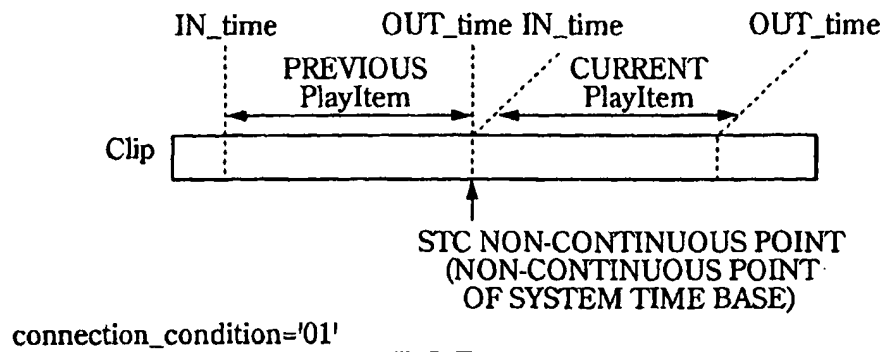 IN_time OUT_time IN_time OUT_time
PREVIOUS CURRENT
PlayItem PlayItem
Clip
STC NON-CONTINUOUS POINT
(NON-CONTINUOUS POINT
OF SYSTEM TIME BASE)
connection_condition='01'